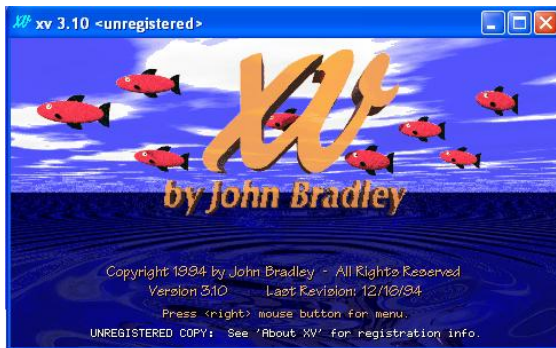 XV xv 3.10 <unregistered>
XV
by John Bradley
Copyright 1994 by John Bradley - All Rights Reserved
Version 3.10 Last Revision: 12/16/94
Press <right> mouse button for menu.
UNREGISTERED COPY: See 'About XV' for registration info.